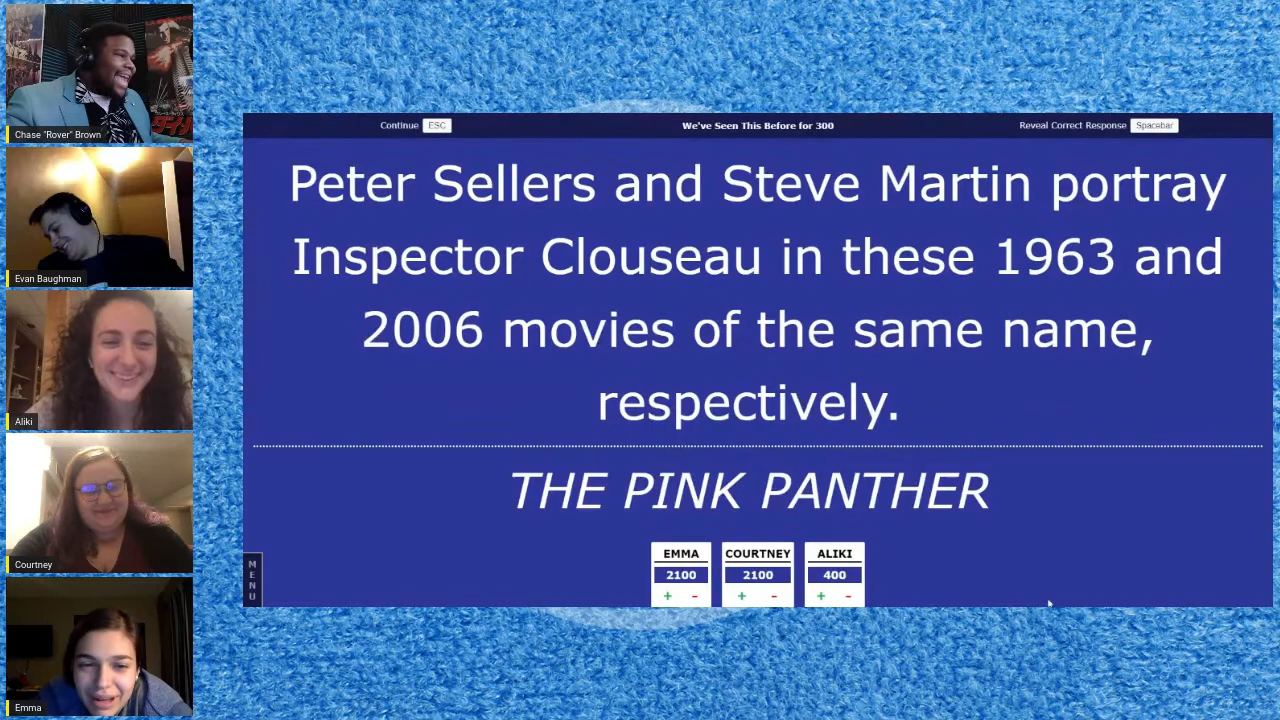 Chase "Rover" Brown
Evan Baughman
Aliki
Courtney
Emma
Continue ESC
We've Seen This Before for 300
Reveal Correct Response Spacebar
Peter Sellers and Steve Martin portray
Inspector Clouseau in these 1963 and
2006 movies of the same name,
respectively.
THE PINK PANTHER
MENU
EMMA COURTNEY ALIKI
2100 2100 400
+ - + - + -